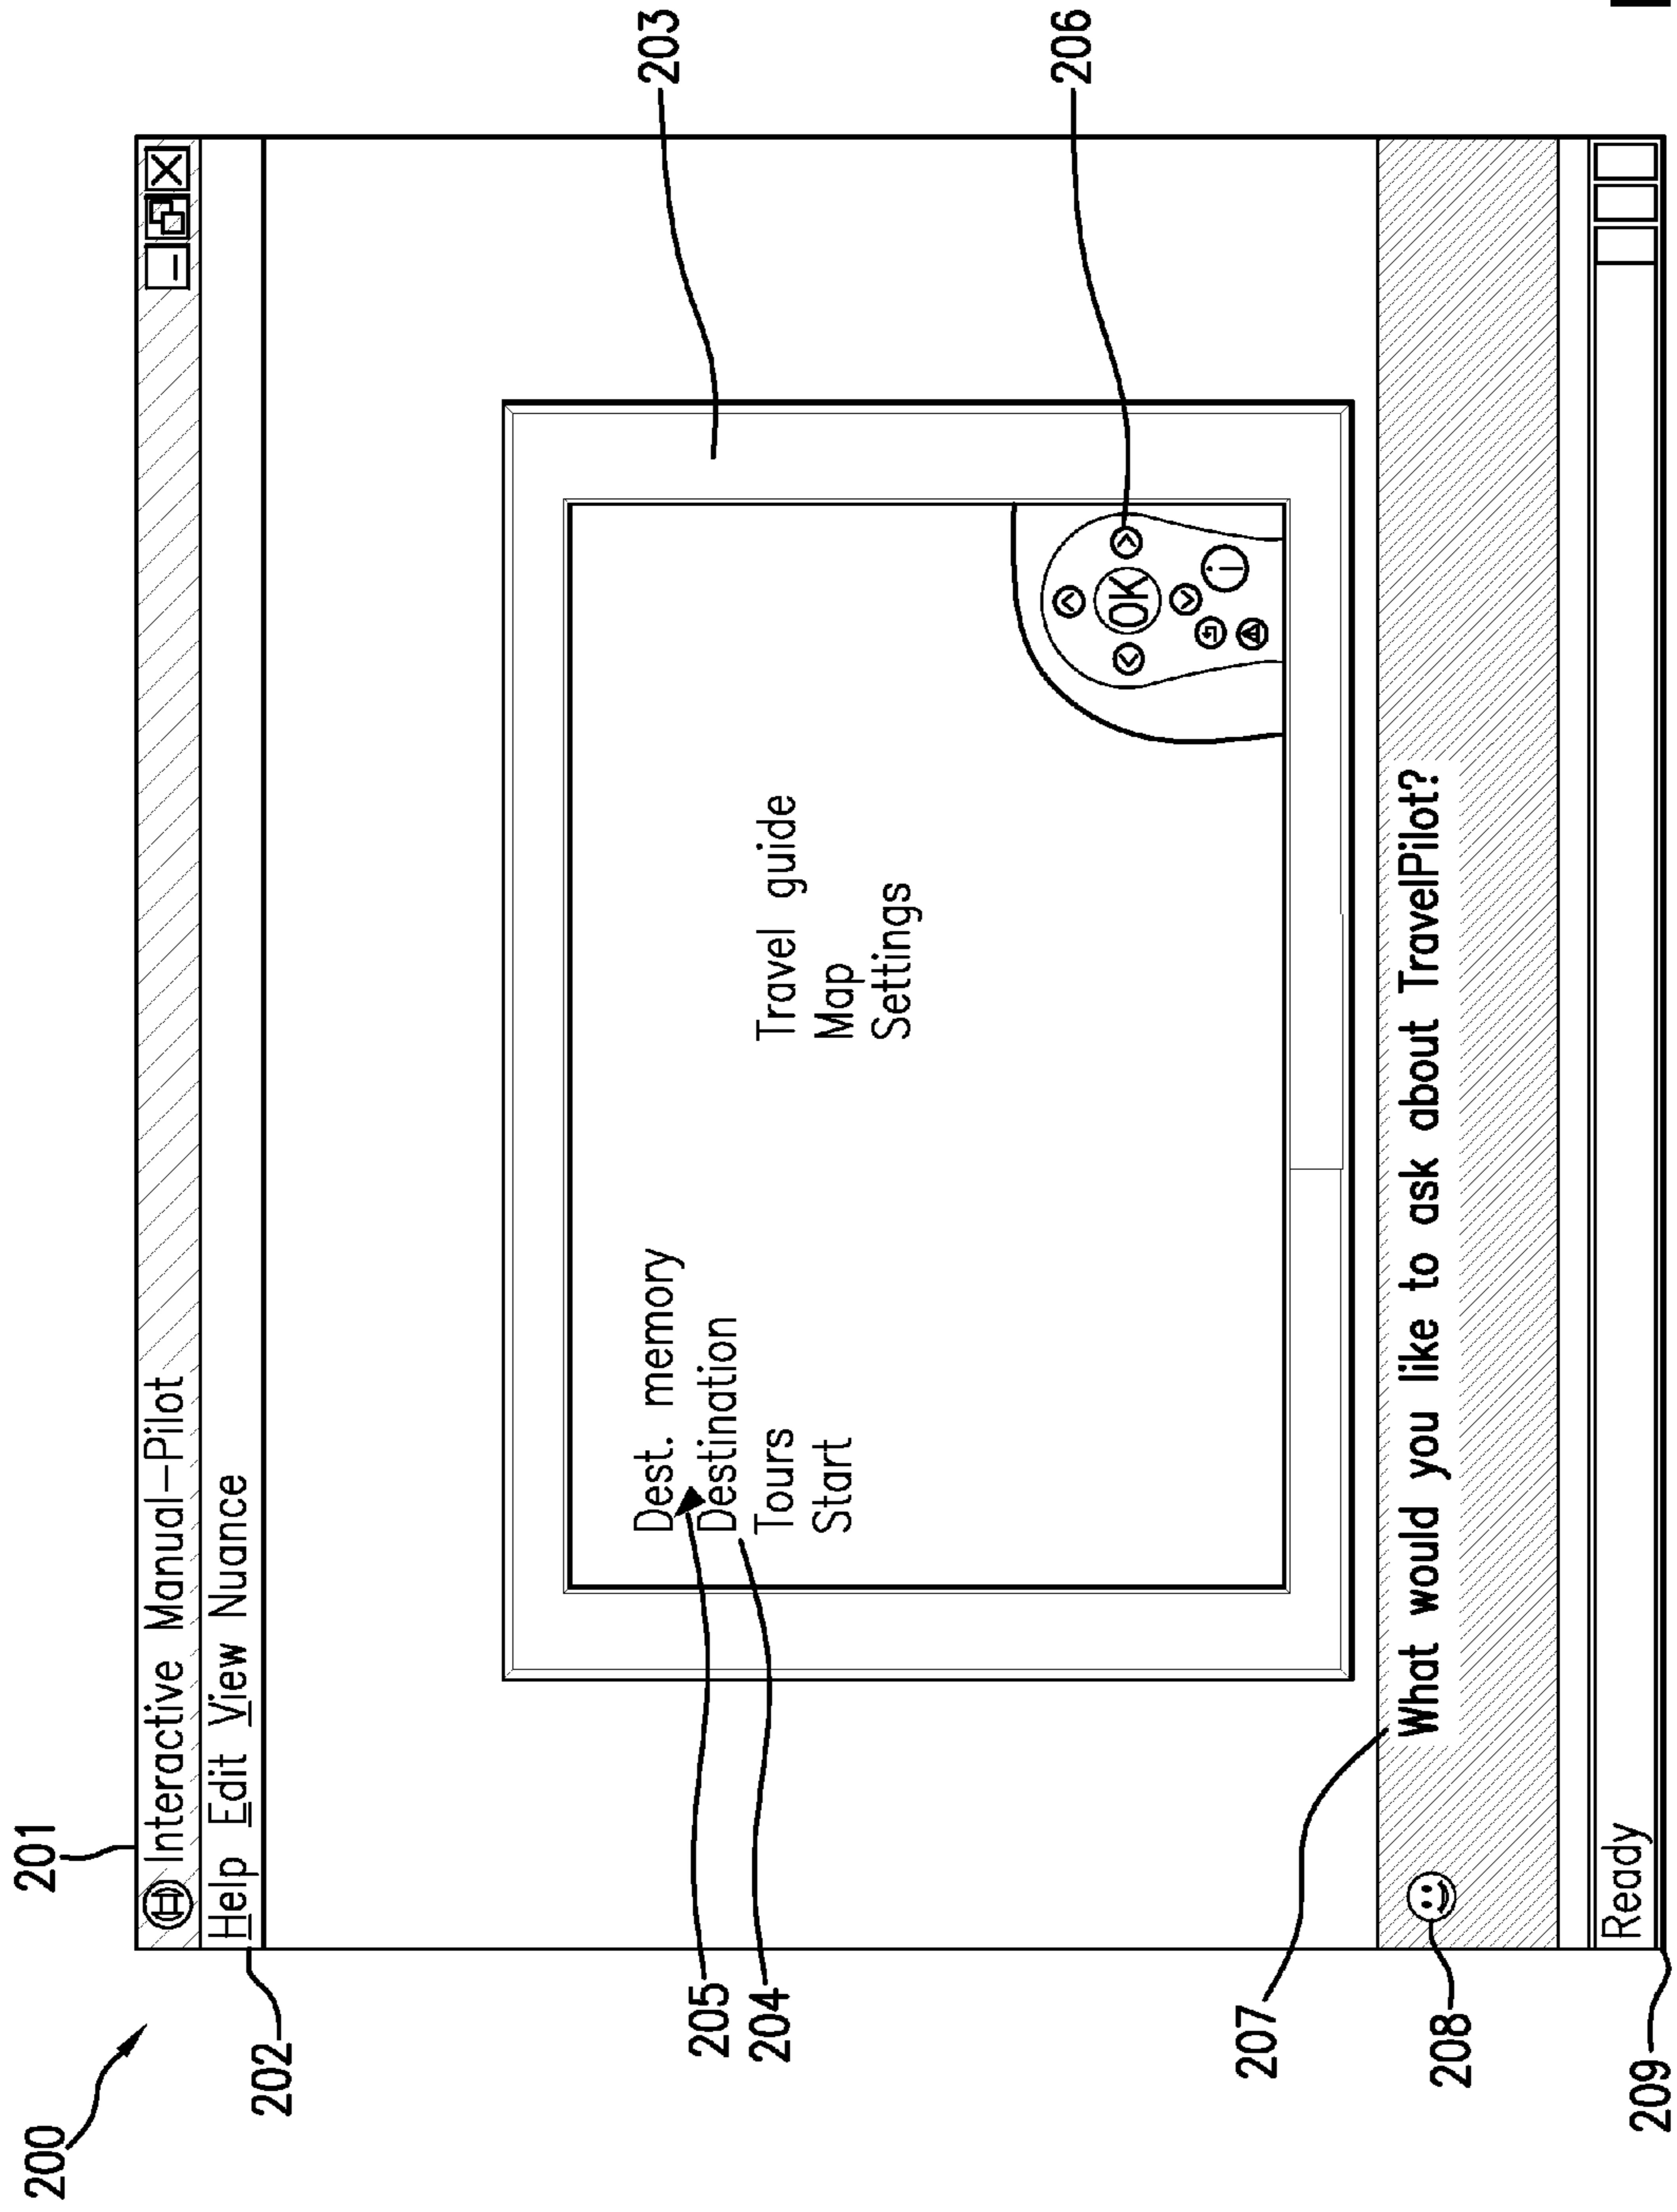 200
201
Interactive Manual-Pilot
202
Help Edit View Nuance
203
Dest. memory
205
Destination
204
Tours
Start
Travel guide
Map
Settings
206
OK
i
207
What would you like to ask about TravelPilot?
208
Ready
209